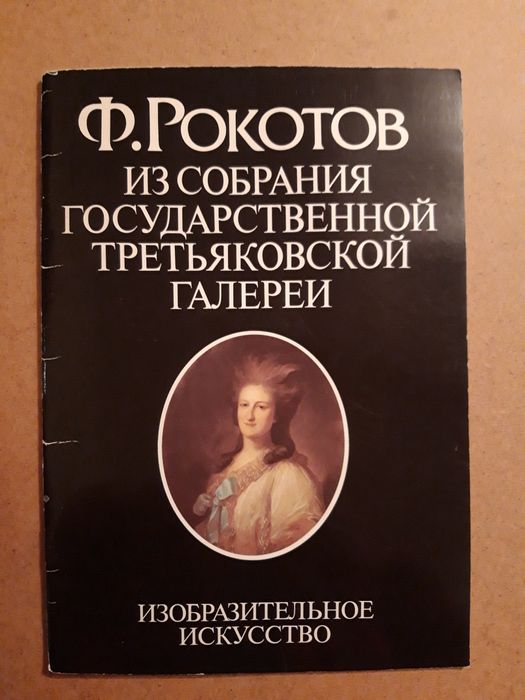 Ф.РОКОТОВ
ИЗ СОБРАНИЯ
ГОСУДАРСТВЕННОЙ
ТРЕТЬЯКОВСКОЙ
ГАЛЕРЕИ
ИЗОБРАЗИТЕЛЬНОЕ
ИСКУССТВО